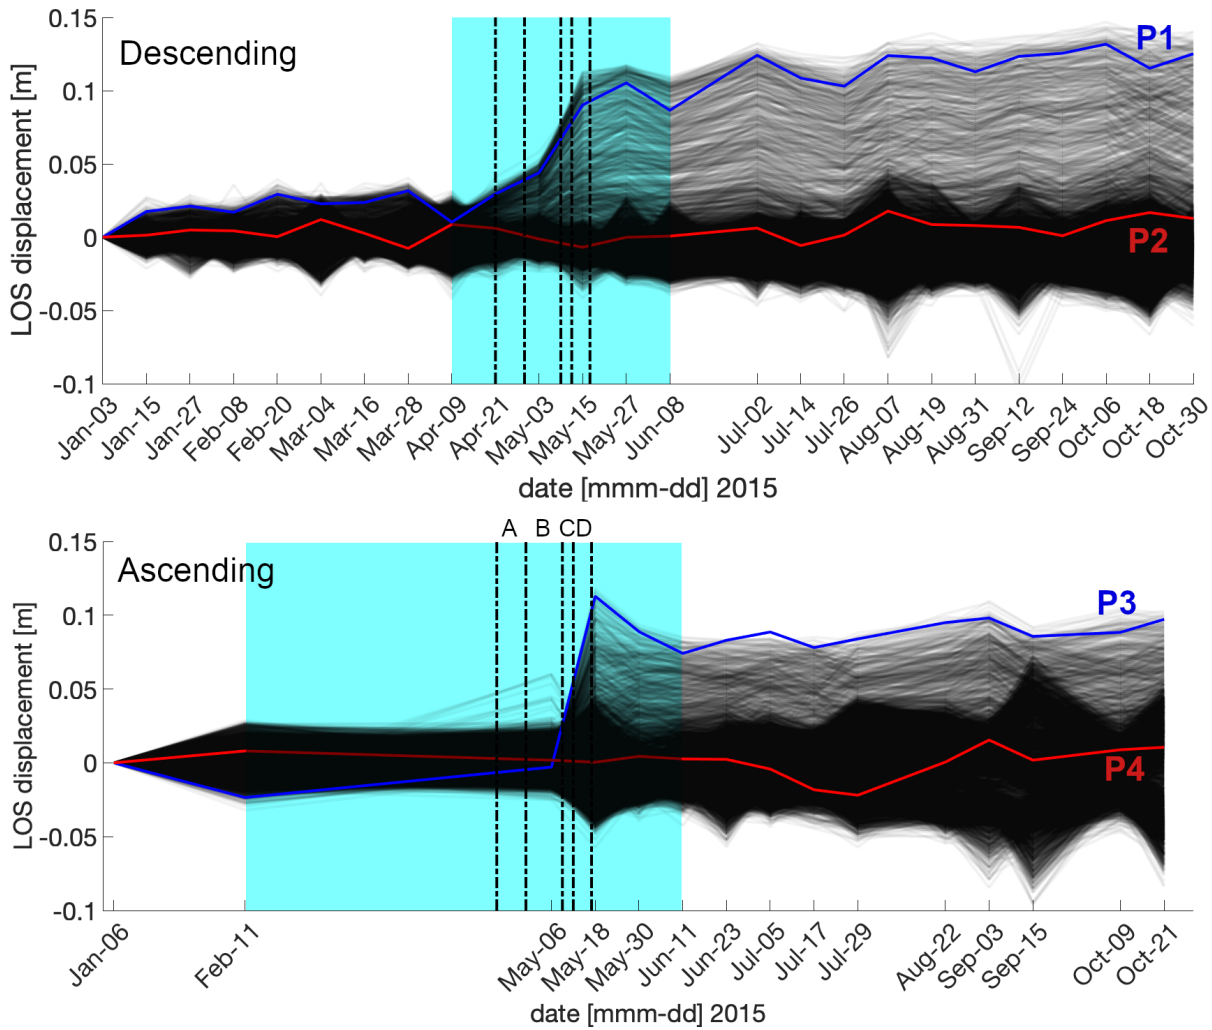 0.15
Descending
P1
0.1
0.05
0
P2
-0.05
-0.1
LOS displacement [m]
Jan-03
Jan-15
Jan-27
Feb-08
Feb-20
Mar-04
Mar-16
Mar-28
Apr-09
Apr-21
May-03
May-15
May-27
Jun-08
Jul-02
Jul-14
Jul-26
Aug-07
Aug-19
Aug-31
Sep-12
Sep-24
Oct-06
Oct-18
Oct-30
date [mmm-dd] 2015
A B CD
0.15
Ascending
P3
0.1
0.05
0
P4
-0.05
-0.1
LOS displacement [m]
Jan-06
Feb-11
May-06
May-18
May-30
Jun-11
Jun-23
Jul-05
Jul-17
Jul-29
Aug-22
Sep-03
Sep-15
Oct-09
Oct-21
date [mmm-dd] 2015